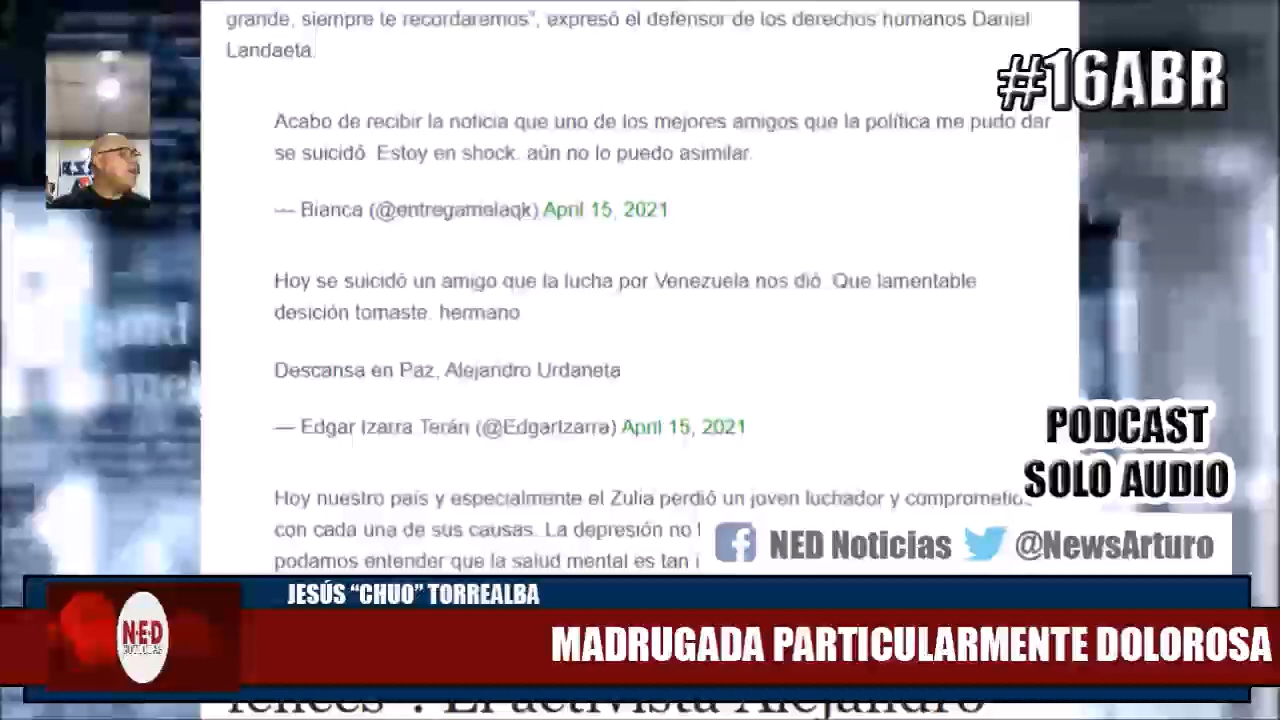 grande, siempre te recordaremos", expresó el defensor de los derechos humanos Daniel
Landaeta.
#16ABR
Acabo de recibir la noticia que uno de los mejores amigos que la política me pudo dar
se suicidó. Estoy en shock, aún no lo puedo asimilar.
— Bianca (@entregamelaqk) April 15, 2021
Hoy se suicidó un amigo que la lucha por Venezuela nos dió. Que lamentable
desición tomaste, hermano
Descansa en Paz, Alejandro Urdaneta
— Edgar Izarra Terán (@EdgarIzarra) April 15, 2021
PODCAST
SOLO AUDIO
Hoy nuestro país y especialmente el Zulia perdió un joven luchador y comprometido
con cada una de sus causas. La depresión no
podamos entender que la salud mental es tan
NED Noticias @NewsArturo
JESÚS “CHUO” TORREALBA
N·E·D
NOTICIAS
MADRUGADA PARTICULARMENTE DOLOROSA
El activista Alejandro